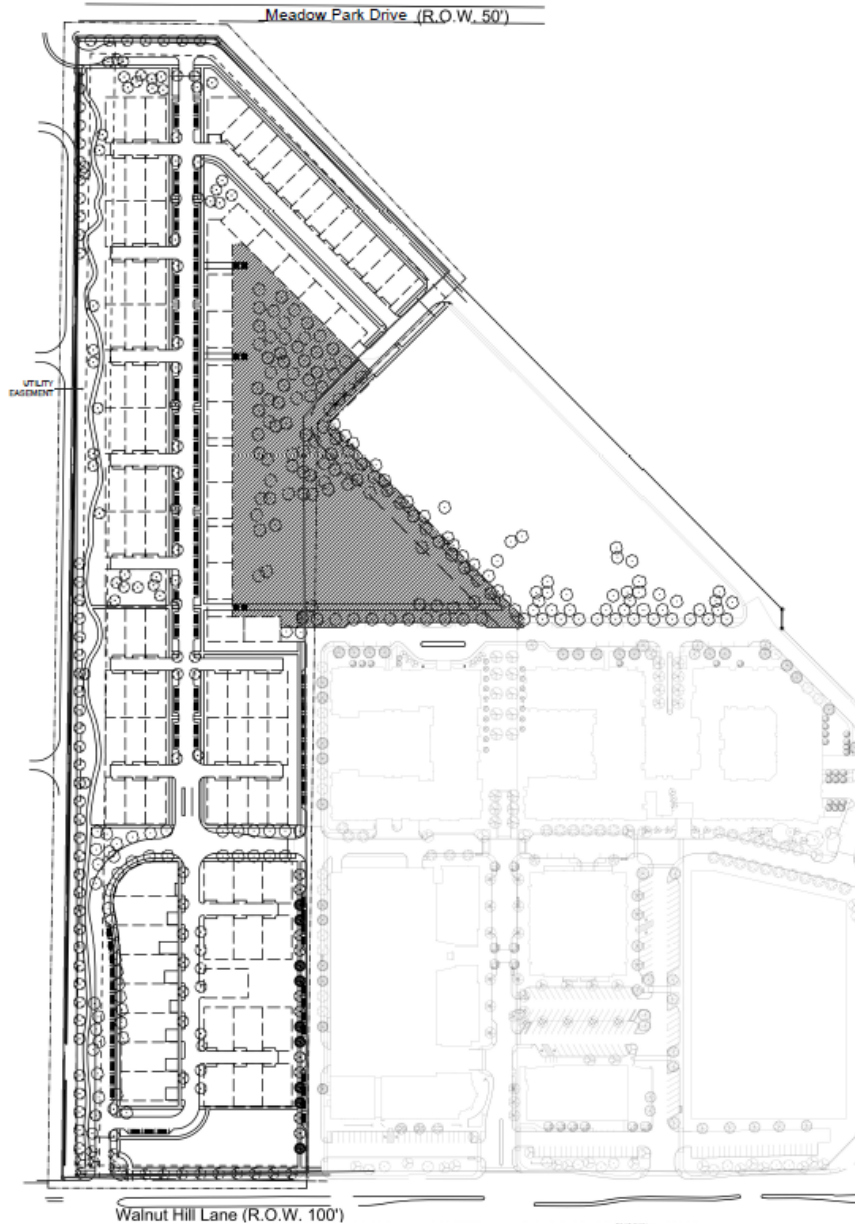 Meadow Park Drive (R.O.W. 50')
UTILITY
EASEMENT
Walnut Hill Lane (R.O.W. 100')